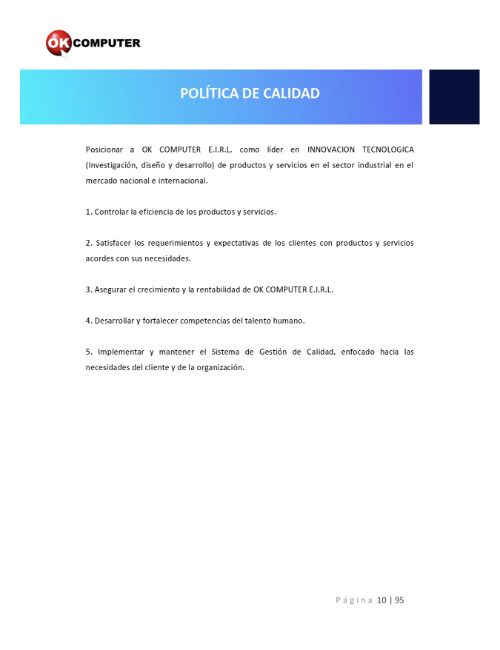 OK COMPUTER
POLÍTICA DE CALIDAD
Posicionar a OK COMPUTER E.I.R.L. como líder en INNOVACION TECNOLOGICA
(Investigación, diseño y desarrollo) de productos y servicios en el sector industrial en el
mercado nacional e internacional.
1. Controlar la eficiencia de los productos y servicios.
2. Satisfacer los requerimientos y expectativas de los clientes con productos y servicios
acordes con sus necesidades.
3. Asegurar el crecimiento y la rentabilidad de OK COMPUTER E.I.R.L.
4. Desarrollar y fortalecer competencias del talento humano.
5. Implementar y mantener el Sistema de Gestión de Calidad, enfocado hacia las
necesidades del cliente y de la organización.
Página 10 | 95